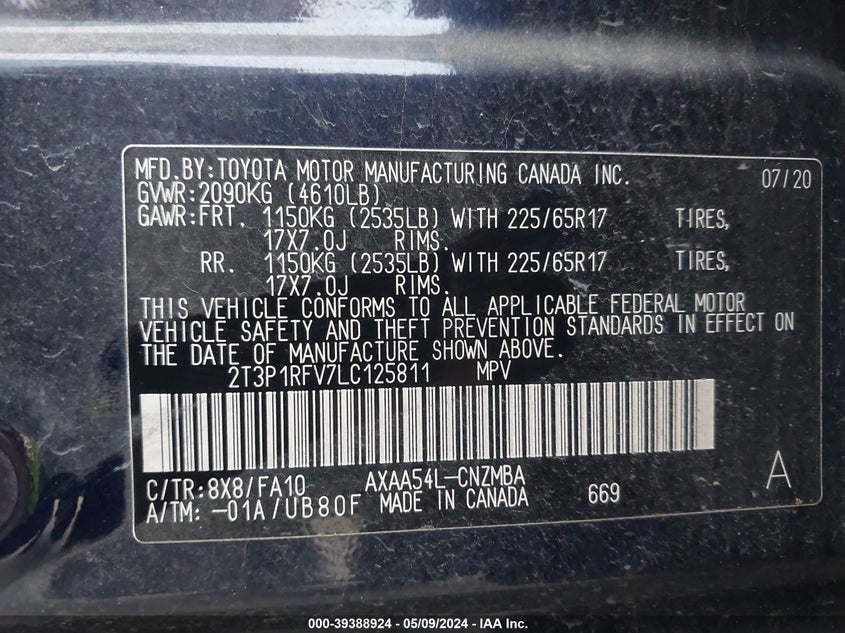 MFD.BY:TOYOTA MOTOR MANUFACTURING CANADA INC. 07/20
GVWR:2090KG (4610LB)
GAWR:FRT. 1150KG (2535LB) WITH 225/65R17 TIRES,
17X7.0J RIMS.
RR. 1150KG (2535LB) WITH 225/65R17 TIRES,
17X7.0J RIMS.
THIS VEHICLE CONFORMS TO ALL APPLICABLE FEDERAL MOTOR
VEHICLE SAFETY AND THEFT PREVENTION STANDARDS IN EFFECT ON
THE DATE OF MANUFACTURE SHOWN ABOVE.
2T3P1RFV7LC125811 MPV
C/TR:8X8/FA10 AXAA54L-CNZMBA A
A/TM: -01A/UB80F MADE IN CANADA 669
000-39388924 - 05/09/2024 - IAA Inc.